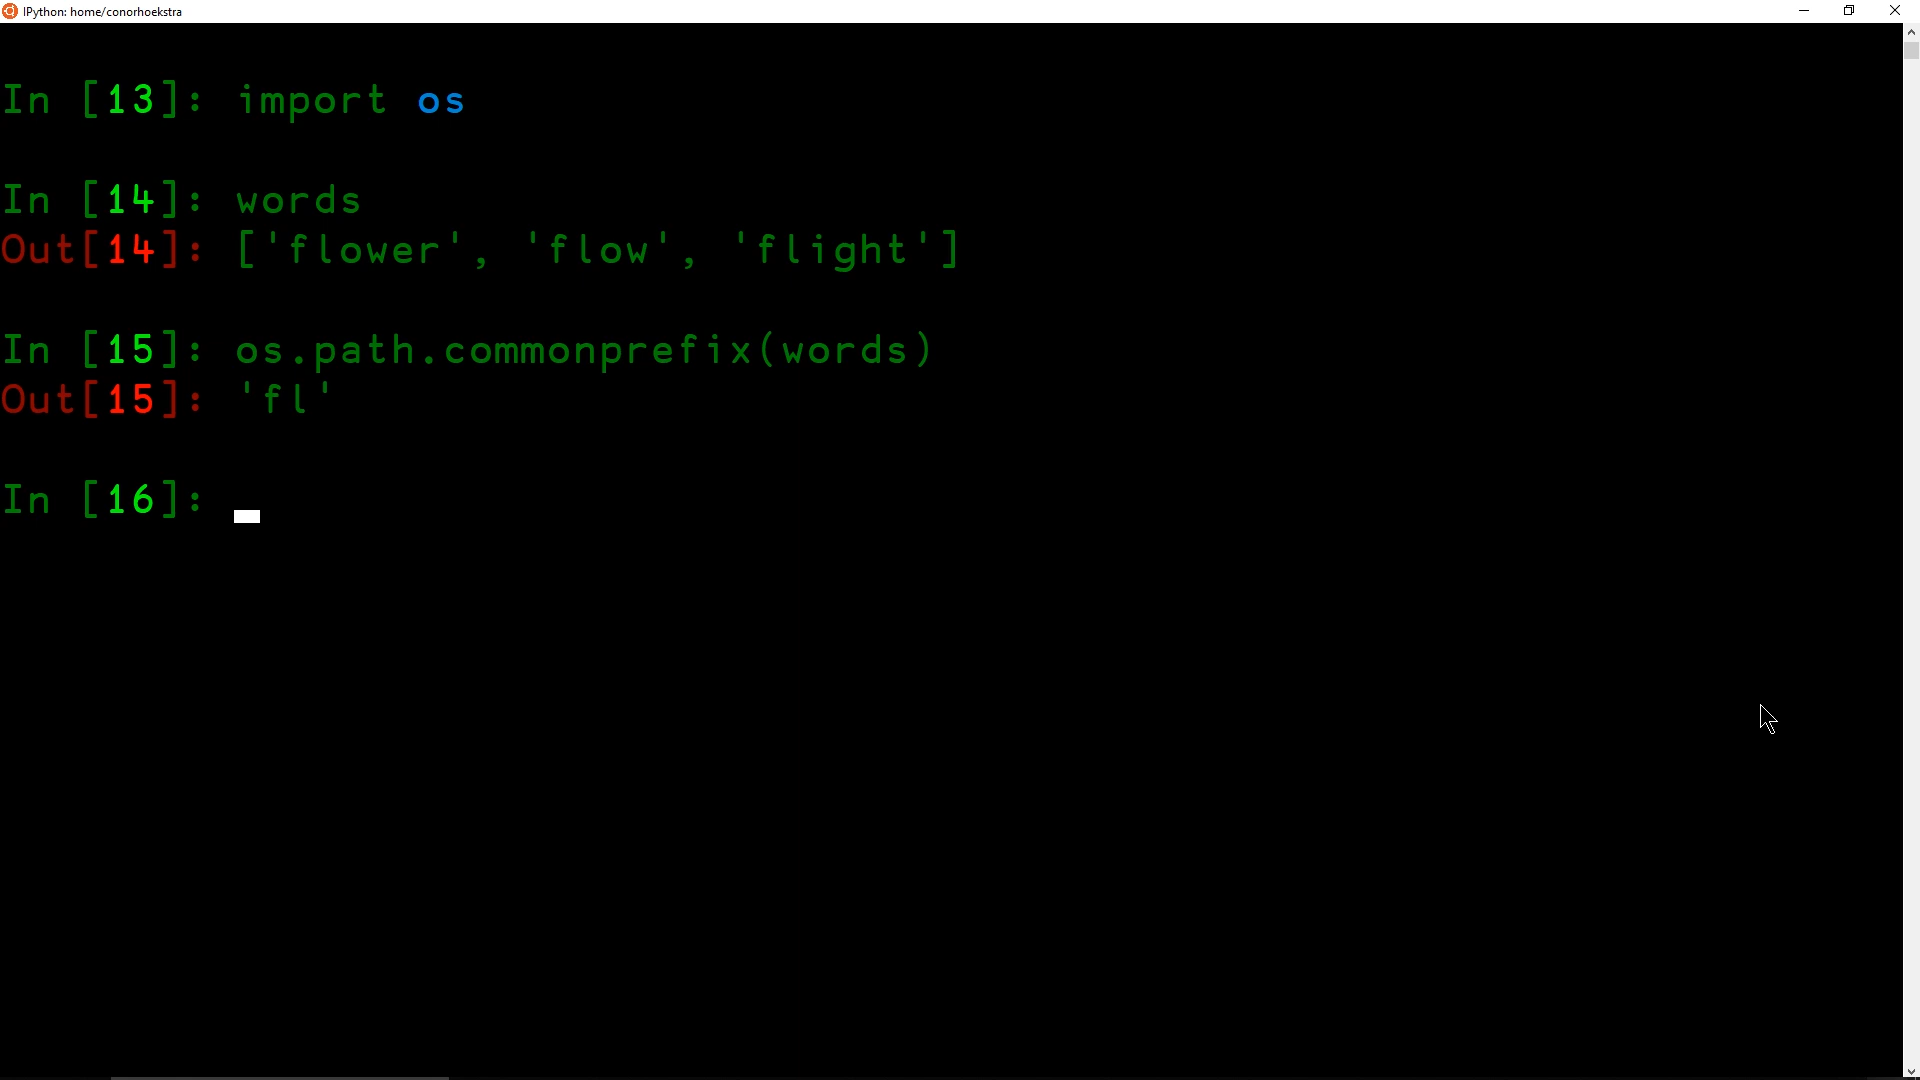 IPython: home/conorhoekstra
In [13]: import os
In [14]: words
Out[14]: ['flower', 'flow', 'flight']
In [15]: os.path.commonprefix(words)
Out[15]: 'fl'
In [16]: